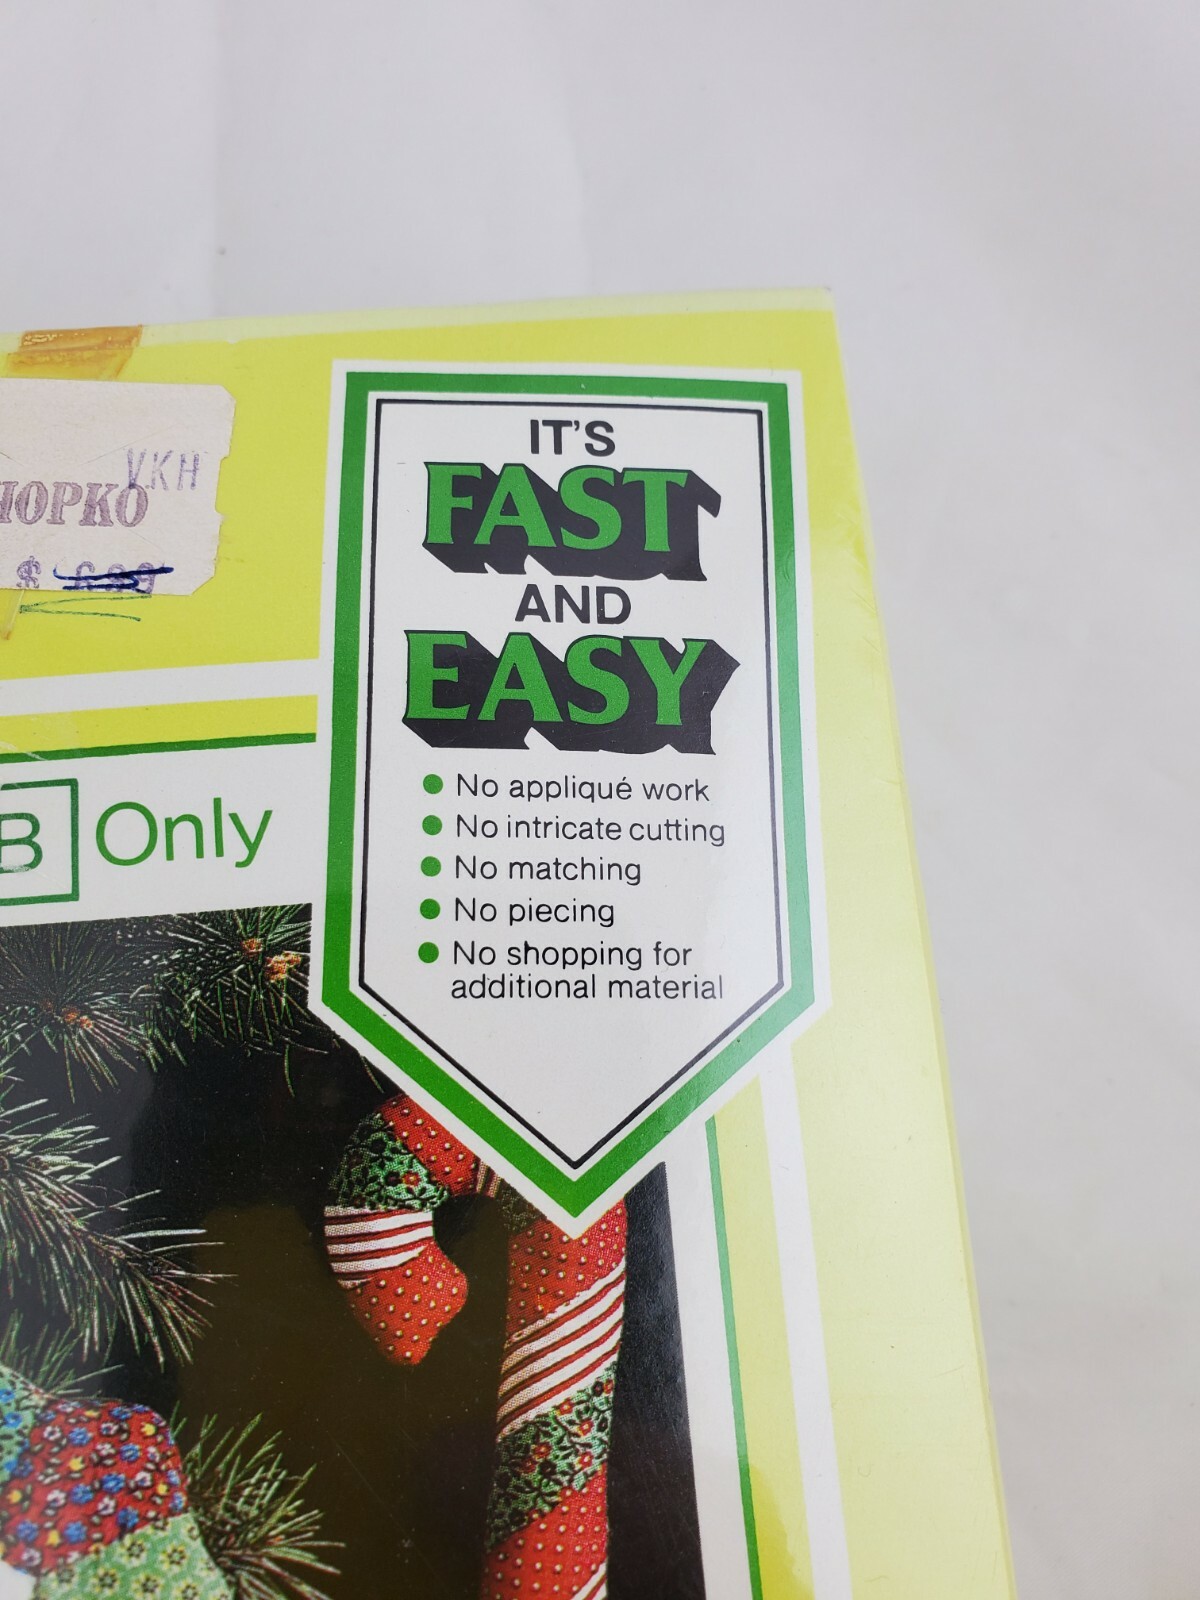 VKH
HOPKO
$
B Only
IT'S
FAST
AND
EASY
• No appliqué work
• No intricate cutting
• No matching
• No piecing
• No shopping for
additional material